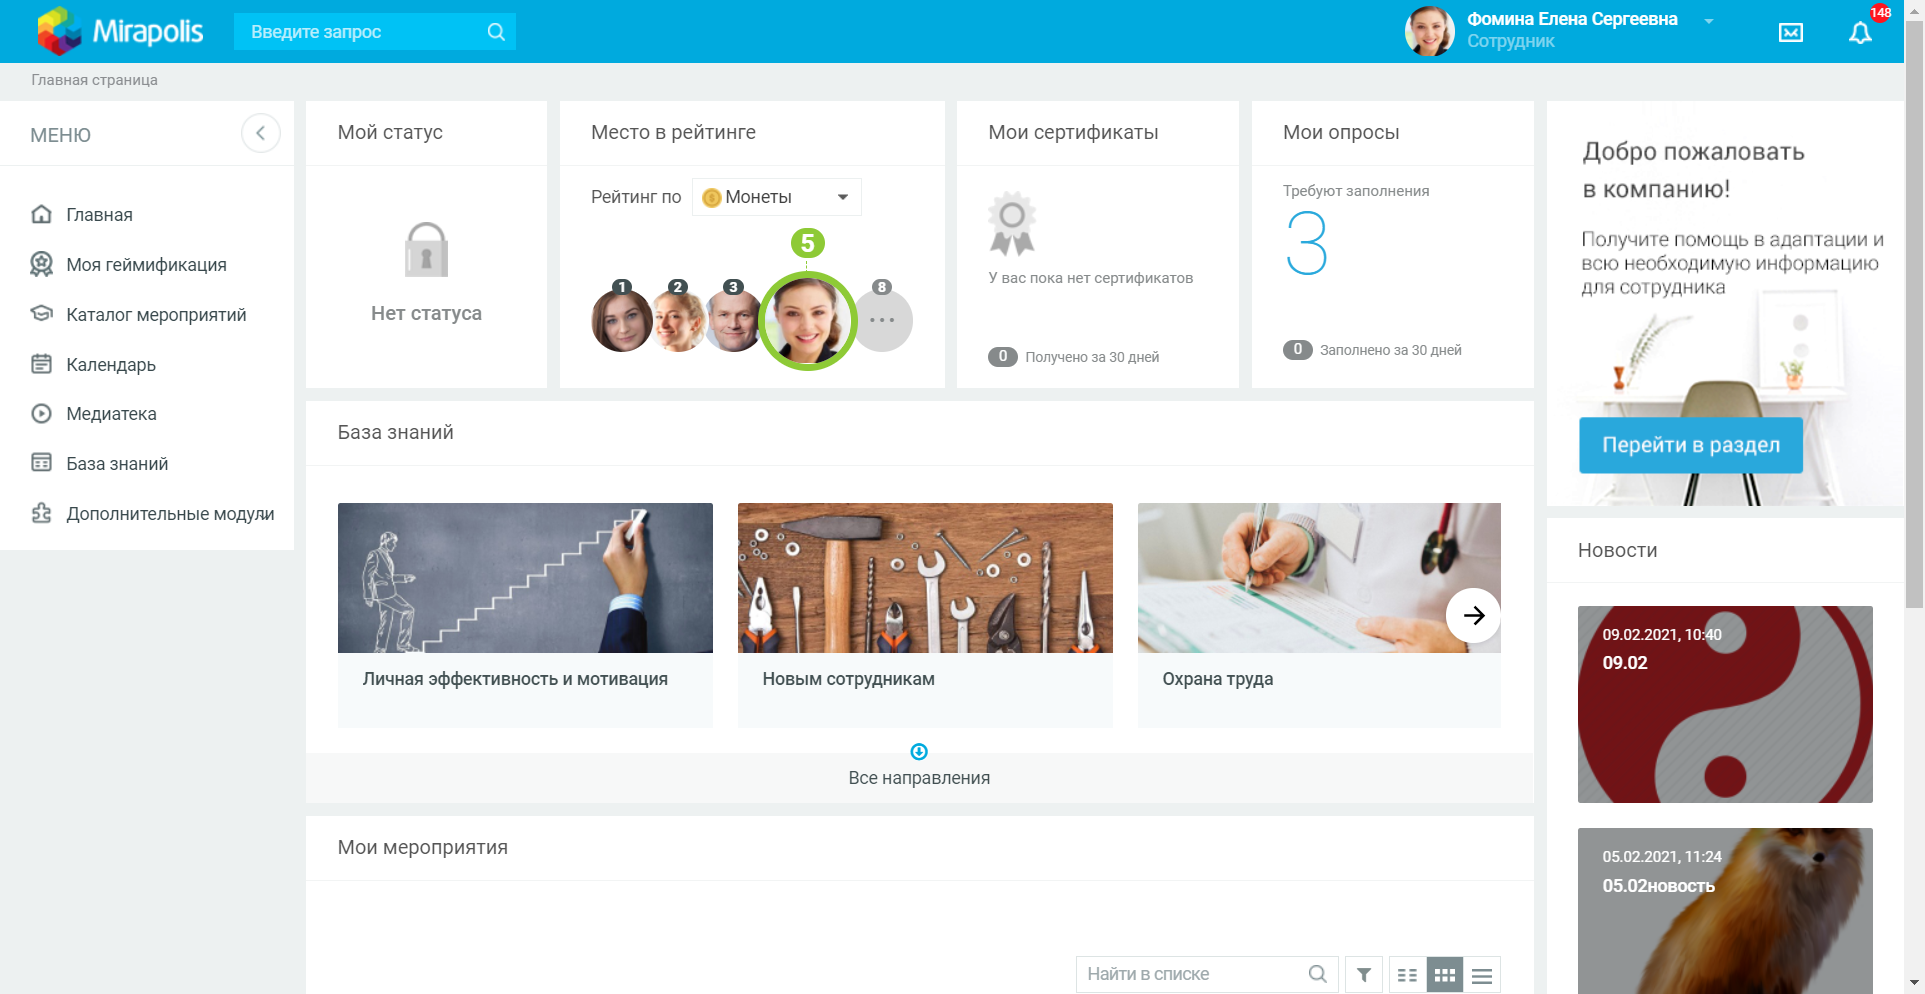 Mirapolis
Введите запрос
Фомина Елена Сергеевна
Сотрудник
148
Главная страница
МЕНЮ
Главная
Моя геймификация
Каталог мероприятий
Календарь
Медиатека
База знаний
Дополнительные модули
Мой статус
Нет статуса
Место в рейтинге
Рейтинг по
Монеты
5
1
2
3
8
Мои сертификаты
У вас пока нет сертификатов
0 Получено за 30 дней
Мои опросы
Требуют заполнения
3
0 Заполнено за 30 дней
Добро пожаловать
в компанию!
Получите помощь в адаптации и
всю необходимую информацию
для сотрудника
Перейти в раздел
База знаний
Личная эффективность и мотивация
Новым сотрудникам
Охрана труда
Все направления
Новости
09.02.2021, 10:40
09.02
05.02.2021, 11:24
05.02новость
Мои мероприятия
Найти в списке